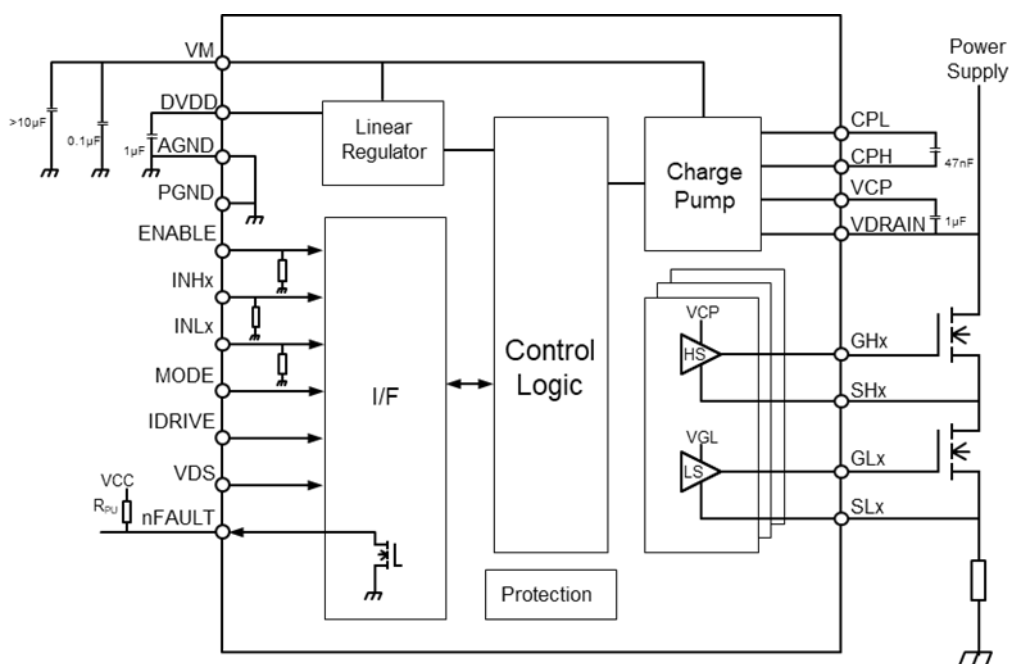 VM
DVDD
>10µF
0.1µF
1µF
AGND
PGND
ENABLE
INHx
INLx
MODE
IDRIVE
VDS
VCC
RPU
nFAULT
Linear
Regulator
I/F
Control
Logic
Protection
Charge
Pump
VCP
HS
VGL
LS
CPL
CPH
47nF
VCP
1µF
VDRAIN
Power
Supply
GHx
SHx
GLx
SLx